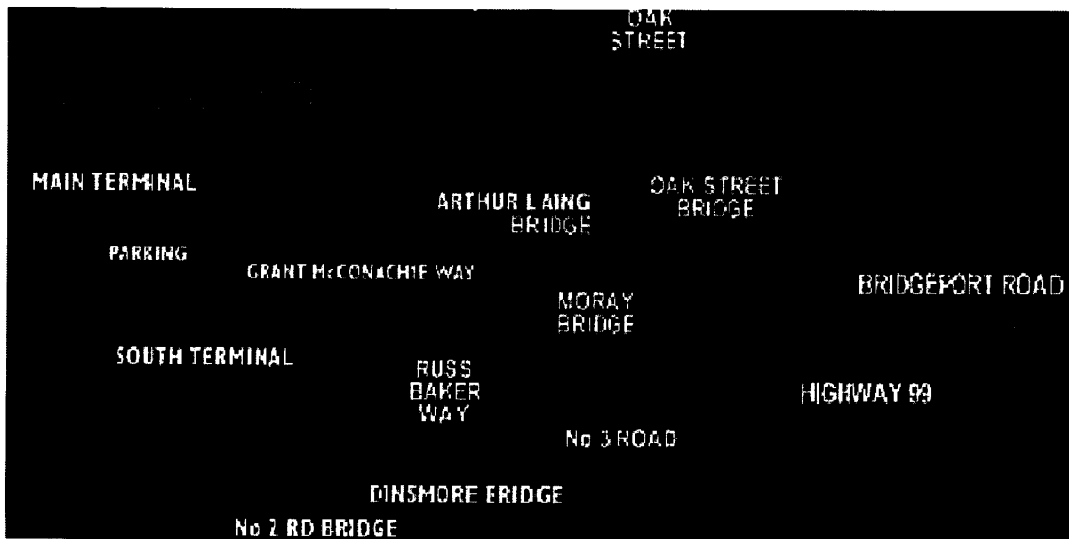 OAK
STREET
MAIN TERMINAL
ARTHUR LAING
BRIDGE
OAK STREET
BRIDGE
PARKING
GRANT McCONACHIE WAY
BRIDGEPORT ROAD
MORAY
BRIDGE
SOUTH TERMINAL
RUSS
BAKER
WAY
HIGHWAY 99
No 3 ROAD
DINSMORE BRIDGE
No 2 RD BRIDGE